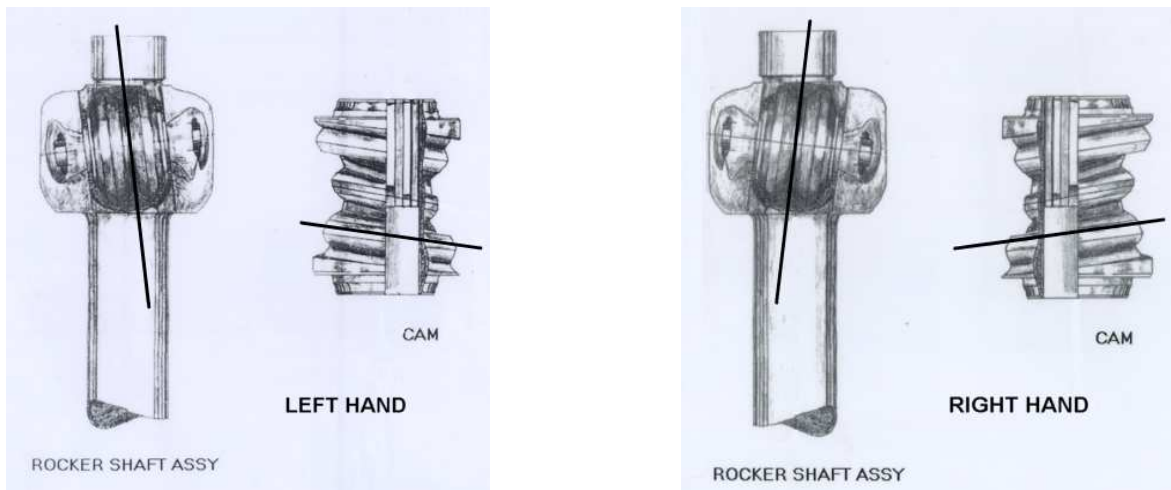 CAM
LEFT HAND
ROCKER SHAFT ASSY
CAM
RIGHT HAND
ROCKER SHAFT ASSY